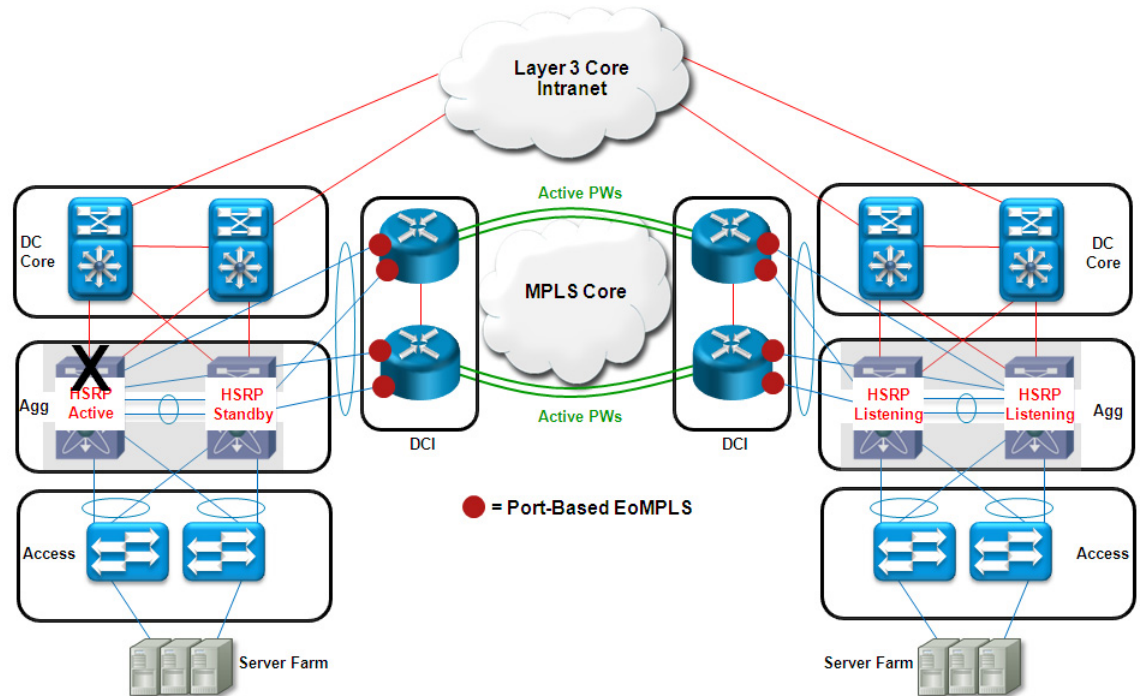 Layer 3 Core
Intranet
Active PWs
DC
Core
DC
Core
MPLS Core
X
HSRP
Active
HSRP
Standby
Agg
HSRP
Listening
HSRP
Listening
Agg
Active PWs
DCI
DCI
= Port-Based EoMPLS
Access
Access
Server Farm
Server Farm